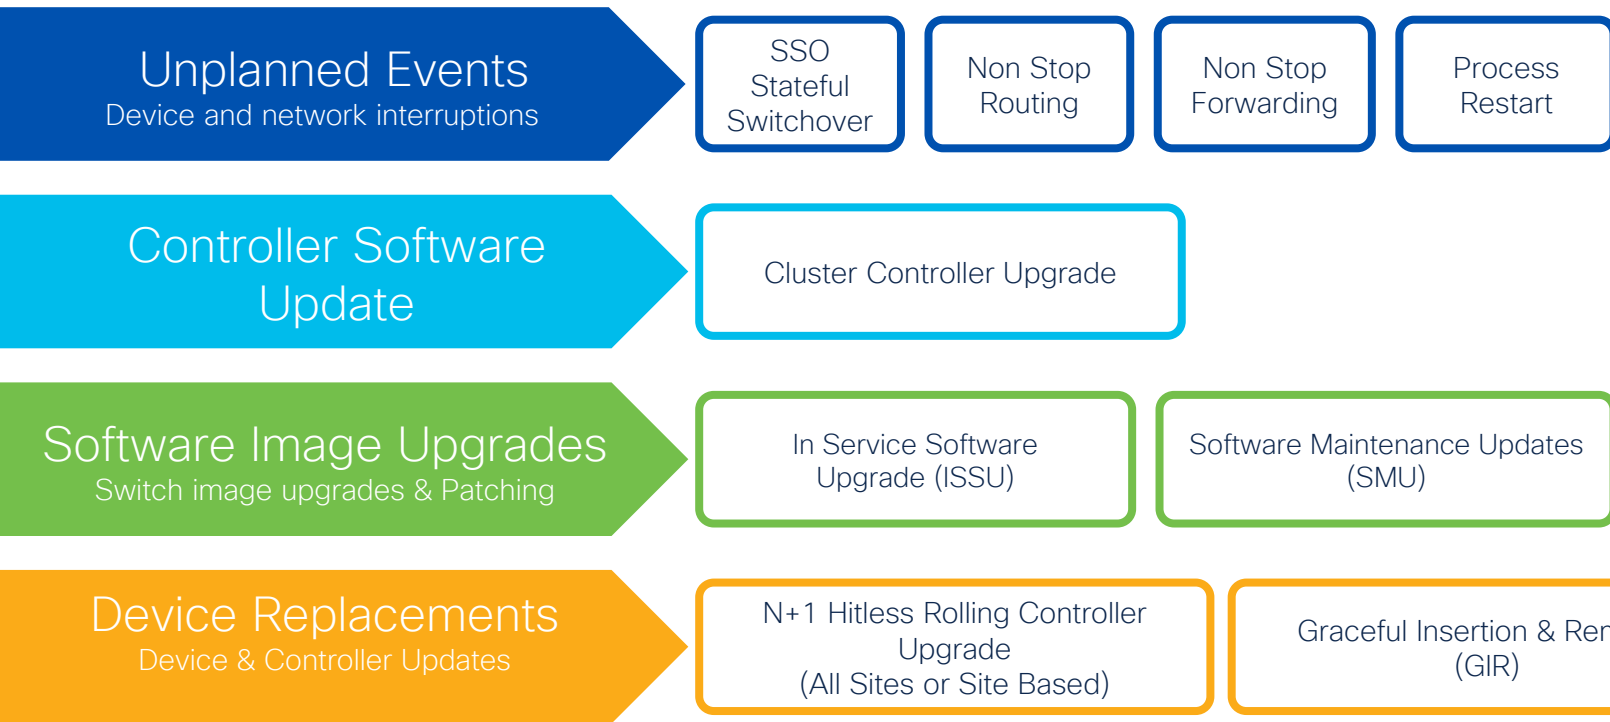 Unplanned Events
Device and network interruptions
SSO
Stateful
Switchover
Non Stop
Routing
Non Stop
Forwarding
Process
Restart
Controller Software
Update
Cluster Controller Upgrade
Software Image Upgrades
Switch image upgrades & Patching
In Service Software
Upgrade (ISSU)
Software Maintenance Updates
(SMU)
Device Replacements
Device & Controller Updates
N+1 Hitless Rolling Controller
Upgrade
(All Sites or Site Based)
Graceful Insertion &
(GIR)